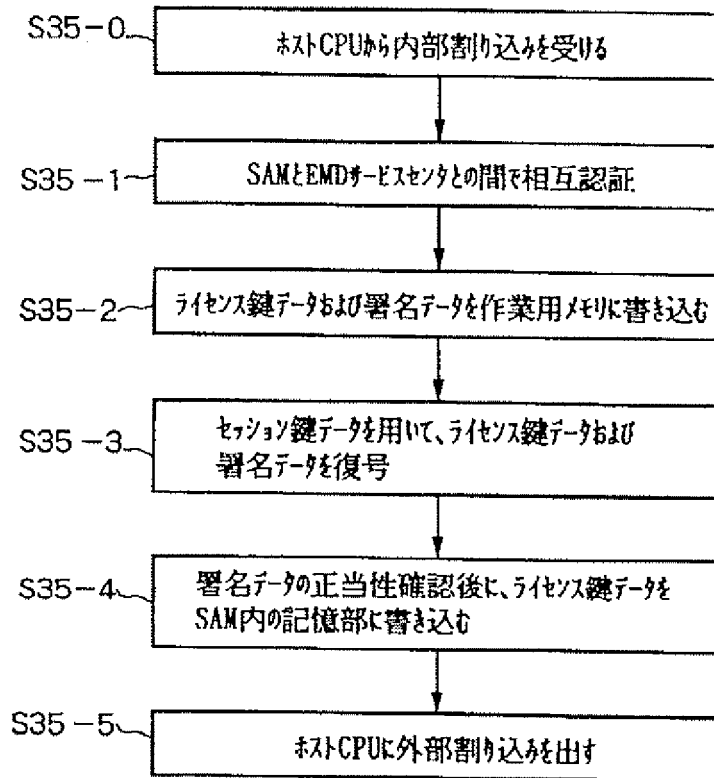 S35-0
ホストCPUから内部割り込みを受ける
S35-1
SAMとEMDサービスセンタとの間で相互認証
S35-2
ライセンス鍵データおよび署名データを作業用メモリに書き込む
S35-3
セッション鍵データを用いて、ライセンス鍵データおよび
署名データを復号
S35-4
署名データの正当性確認後に、ライセンス鍵データを
SAM内の記憶部に書き込む
S35-5
ホストCPUに外部割り込みを出す